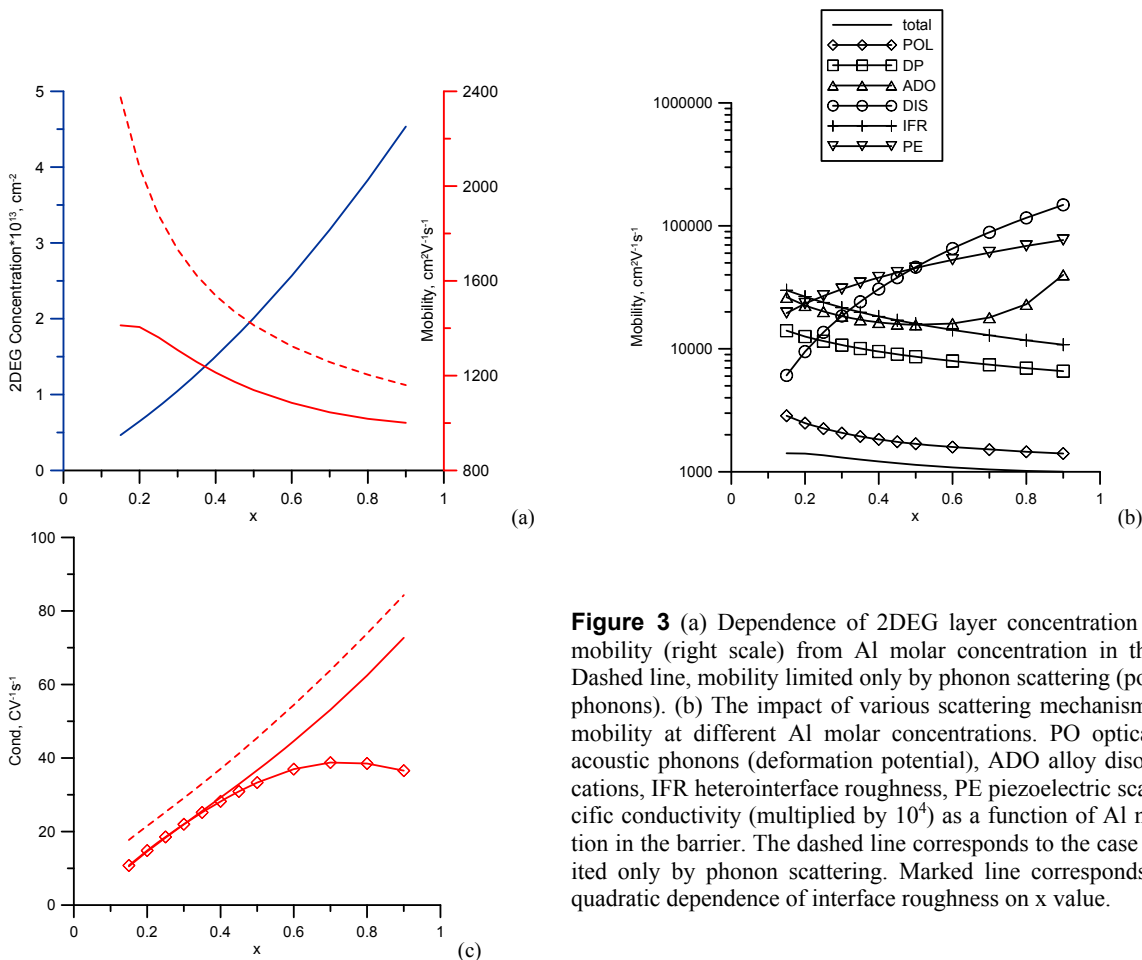 total
POL
DP
ADO
DIS
IFR
PE
5
4
3
2
1
0
2DEG Concentration*10¹³, cm⁻²
2400
2000
1600
1200
800
Mobility, cm²V⁻¹s⁻¹
0 0.2 0.4 0.6 0.8 1
x
(a)
1000000
100000
10000
1000
Mobility, cm²V⁻¹s⁻¹
0 0.2 0.4 0.6 0.8 1
x
(b)
100
80
60
40
20
0
Cond, CV⁻¹s⁻¹
0 0.2 0.4 0.6 0.8 1
x
(c)
Figure 3 (a) Dependence of 2DEG layer concentration
mobility (right scale) from Al molar concentration in th
Dashed line, mobility limited only by phonon scattering (po
phonons). (b) The impact of various scattering mechanism
mobility at different Al molar concentrations. PO optica
acoustic phonons (deformation potential), ADO alloy diso
cations, IFR heterointerface roughness, PE piezoelectric sca
cific conductivity (multiplied by 10⁴) as a function of Al m
tion in the barrier. The dashed line corresponds to the case
ited only by phonon scattering. Marked line corresponds
quadratic dependence of interface roughness on x value.